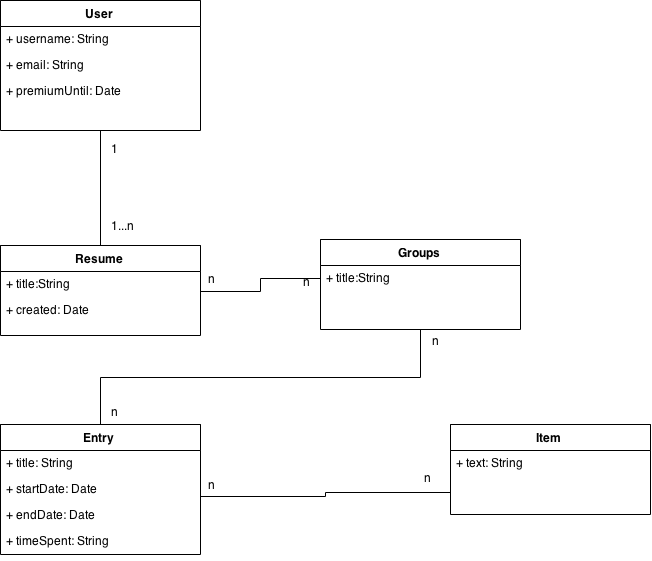 User
+ username: String
+ email: String
+ premiumUntil: Date
1
1...n
Resume
+ title:String
+ created: Date
n
n
Groups
+ title:String
n
n
Entry
+ title: String
+ startDate: Date
+ endDate: Date
+ timeSpent: String
n
n
Item
+ text: String